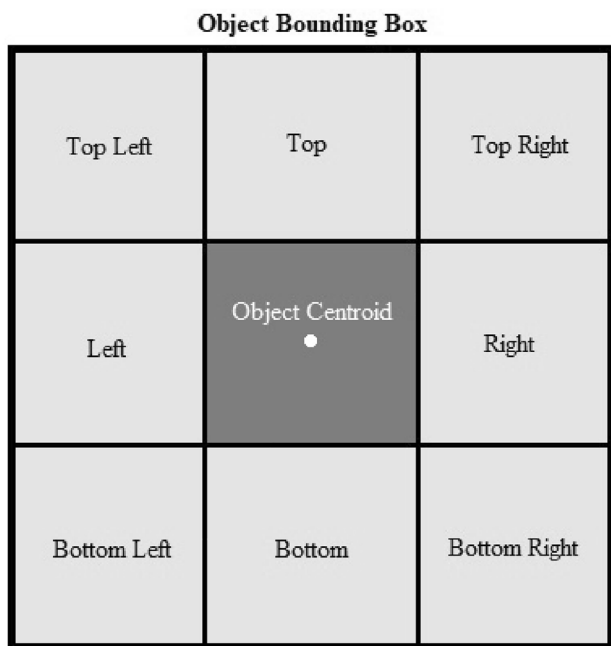 Object Bounding Box
Top Left
Top
Top Right
Object Centroid
Left
Right
Bottom Left
Bottom
Bottom Right